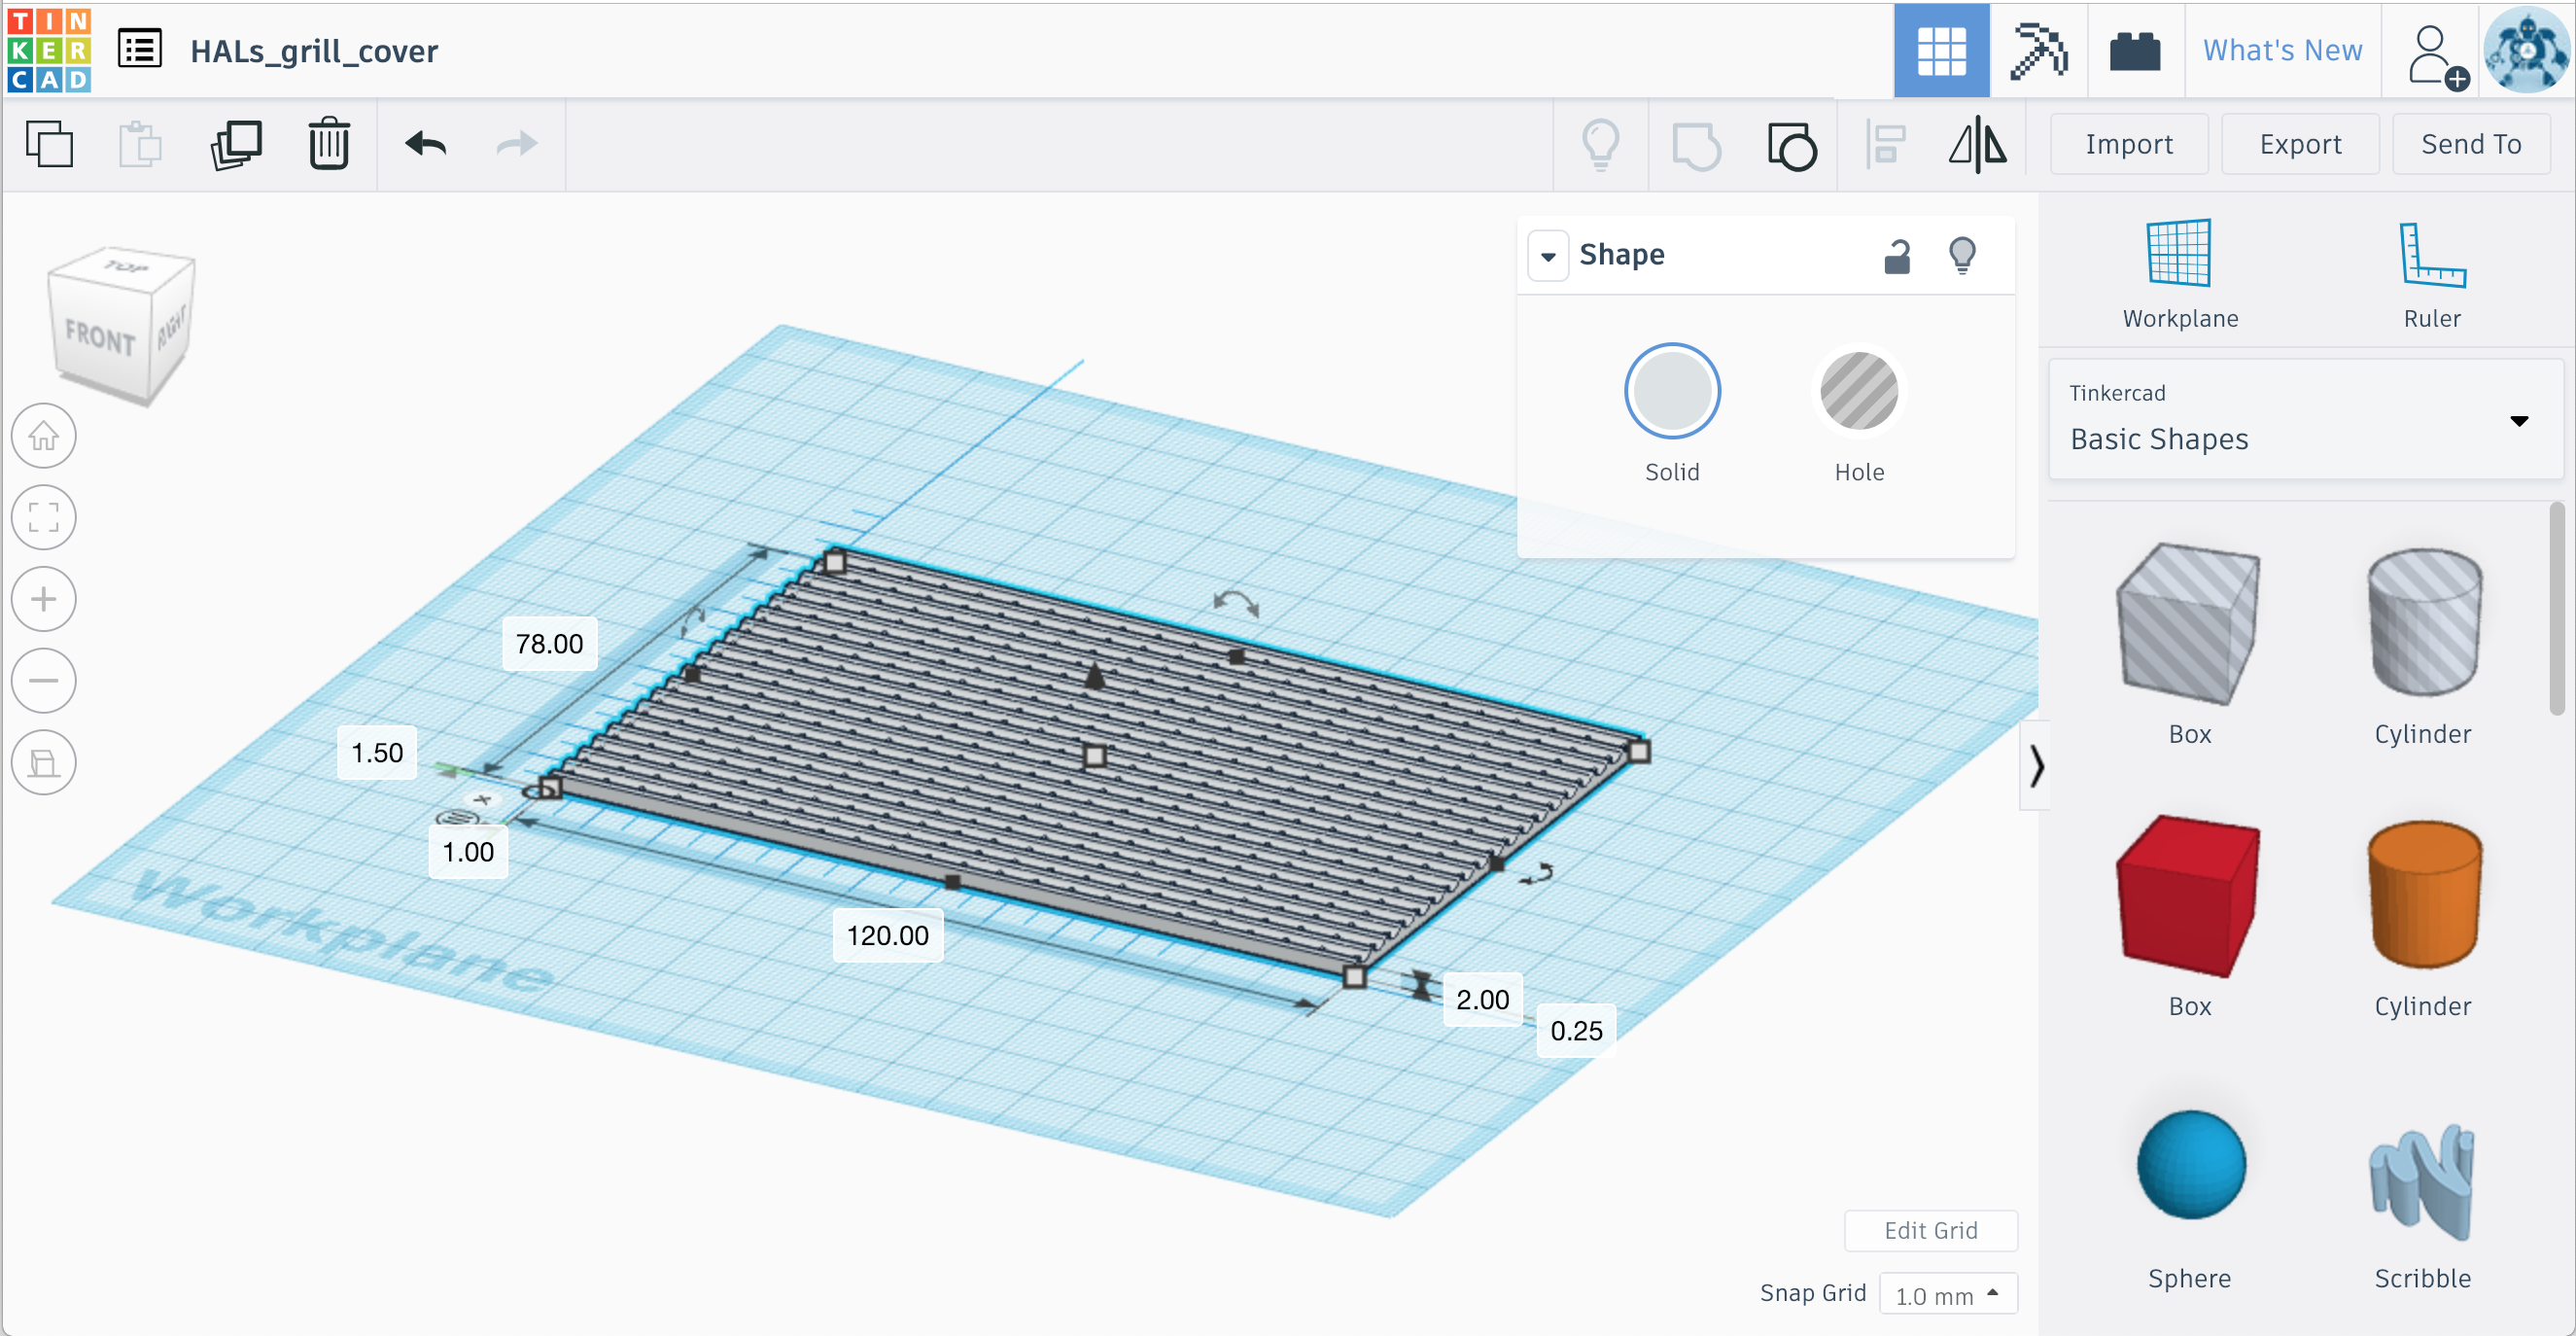 TIN
KER
CAD
HALs_grill_cover
What's New
Import
Export
Send To
TOP
FRONT
RIGHT
Shape
Solid
Hole
Workplane
Ruler
Tinkercad
Basic Shapes
78.00
1.50
1.00
120.00
2.00
0.25
Workplane
Box
Cylinder
Box
Cylinder
Sphere
Scribble
Edit Grid
Snap Grid
1.0 mm